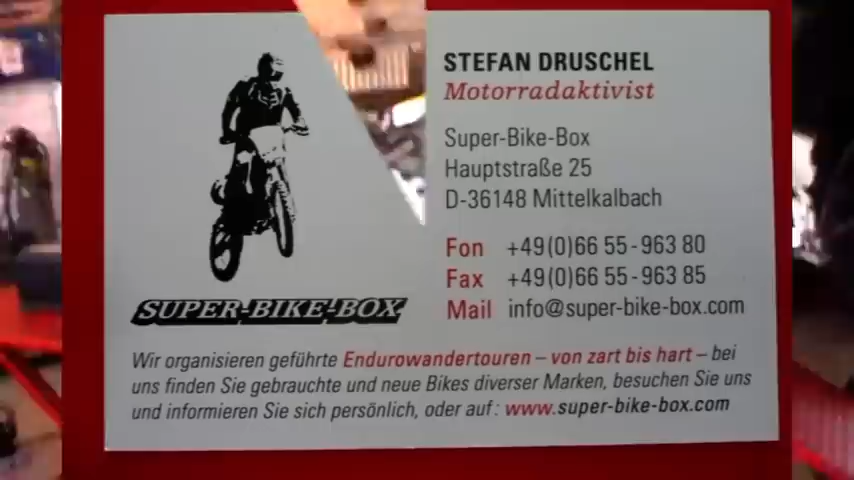 STEFAN DRUSCHEL
Motorradaktivist
Super-Bike-Box
Hauptstraße 25
D-36148 Mittelkalbach
Fon +49(0)66 55-963 80
Fax +49(0)66 55-963 85
Mail info@super-bike-box.com
SUPER-BIKE-BOX
Wir organisieren geführte Endurowandertouren – von zart bis hart – bei
uns finden Sie gebrauchte und neue Bikes diverser Marken, besuchen Sie uns
und informieren Sie sich persönlich, oder auf: www.super-bike-box.com